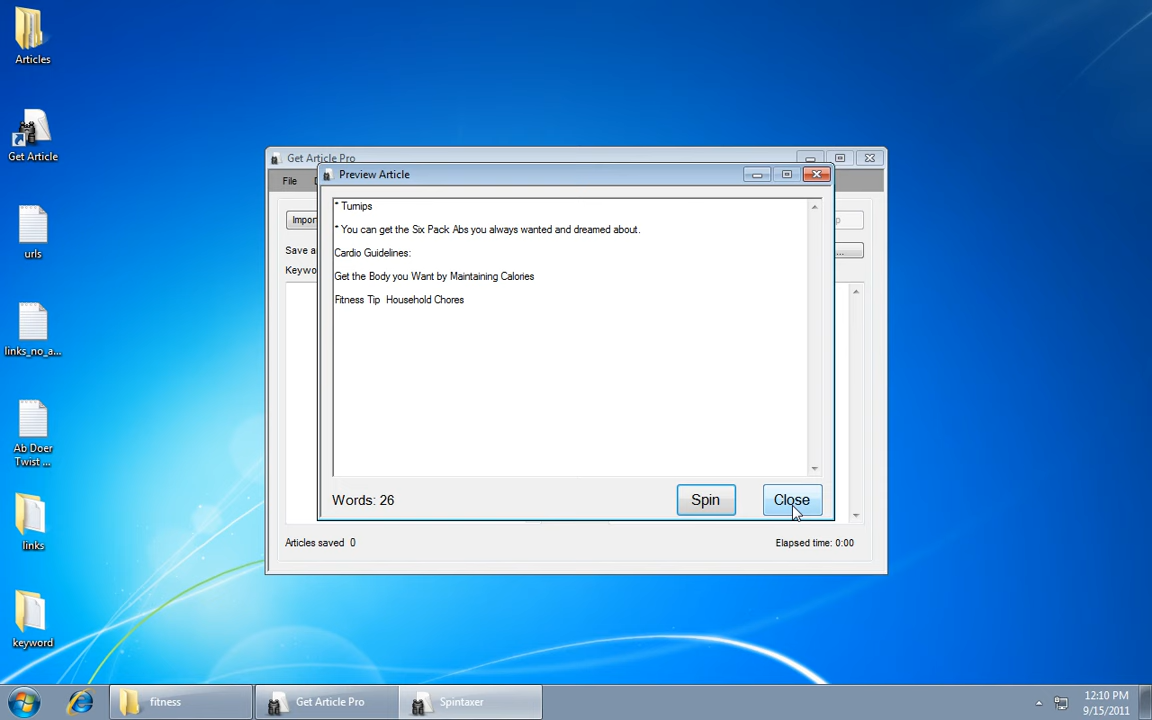 Articles
Get Article
urls
links_no_a...
Ab Doer
Twist ...
links
keyword
Get Article Pro
File
Import
Save a
Keywo
...
Preview Article
* Turnips
* You can get the Six Pack Abs you always wanted and dreamed about.
Cardio Guidelines:
Get the Body you Want by Maintaining Calories
Fitness Tip  Household Chores
Words: 26
Spin
Close
Articles saved 0
Elapsed time: 0:00
fitness
Get Article Pro
Spintaxer
12:10 PM
9/15/2011